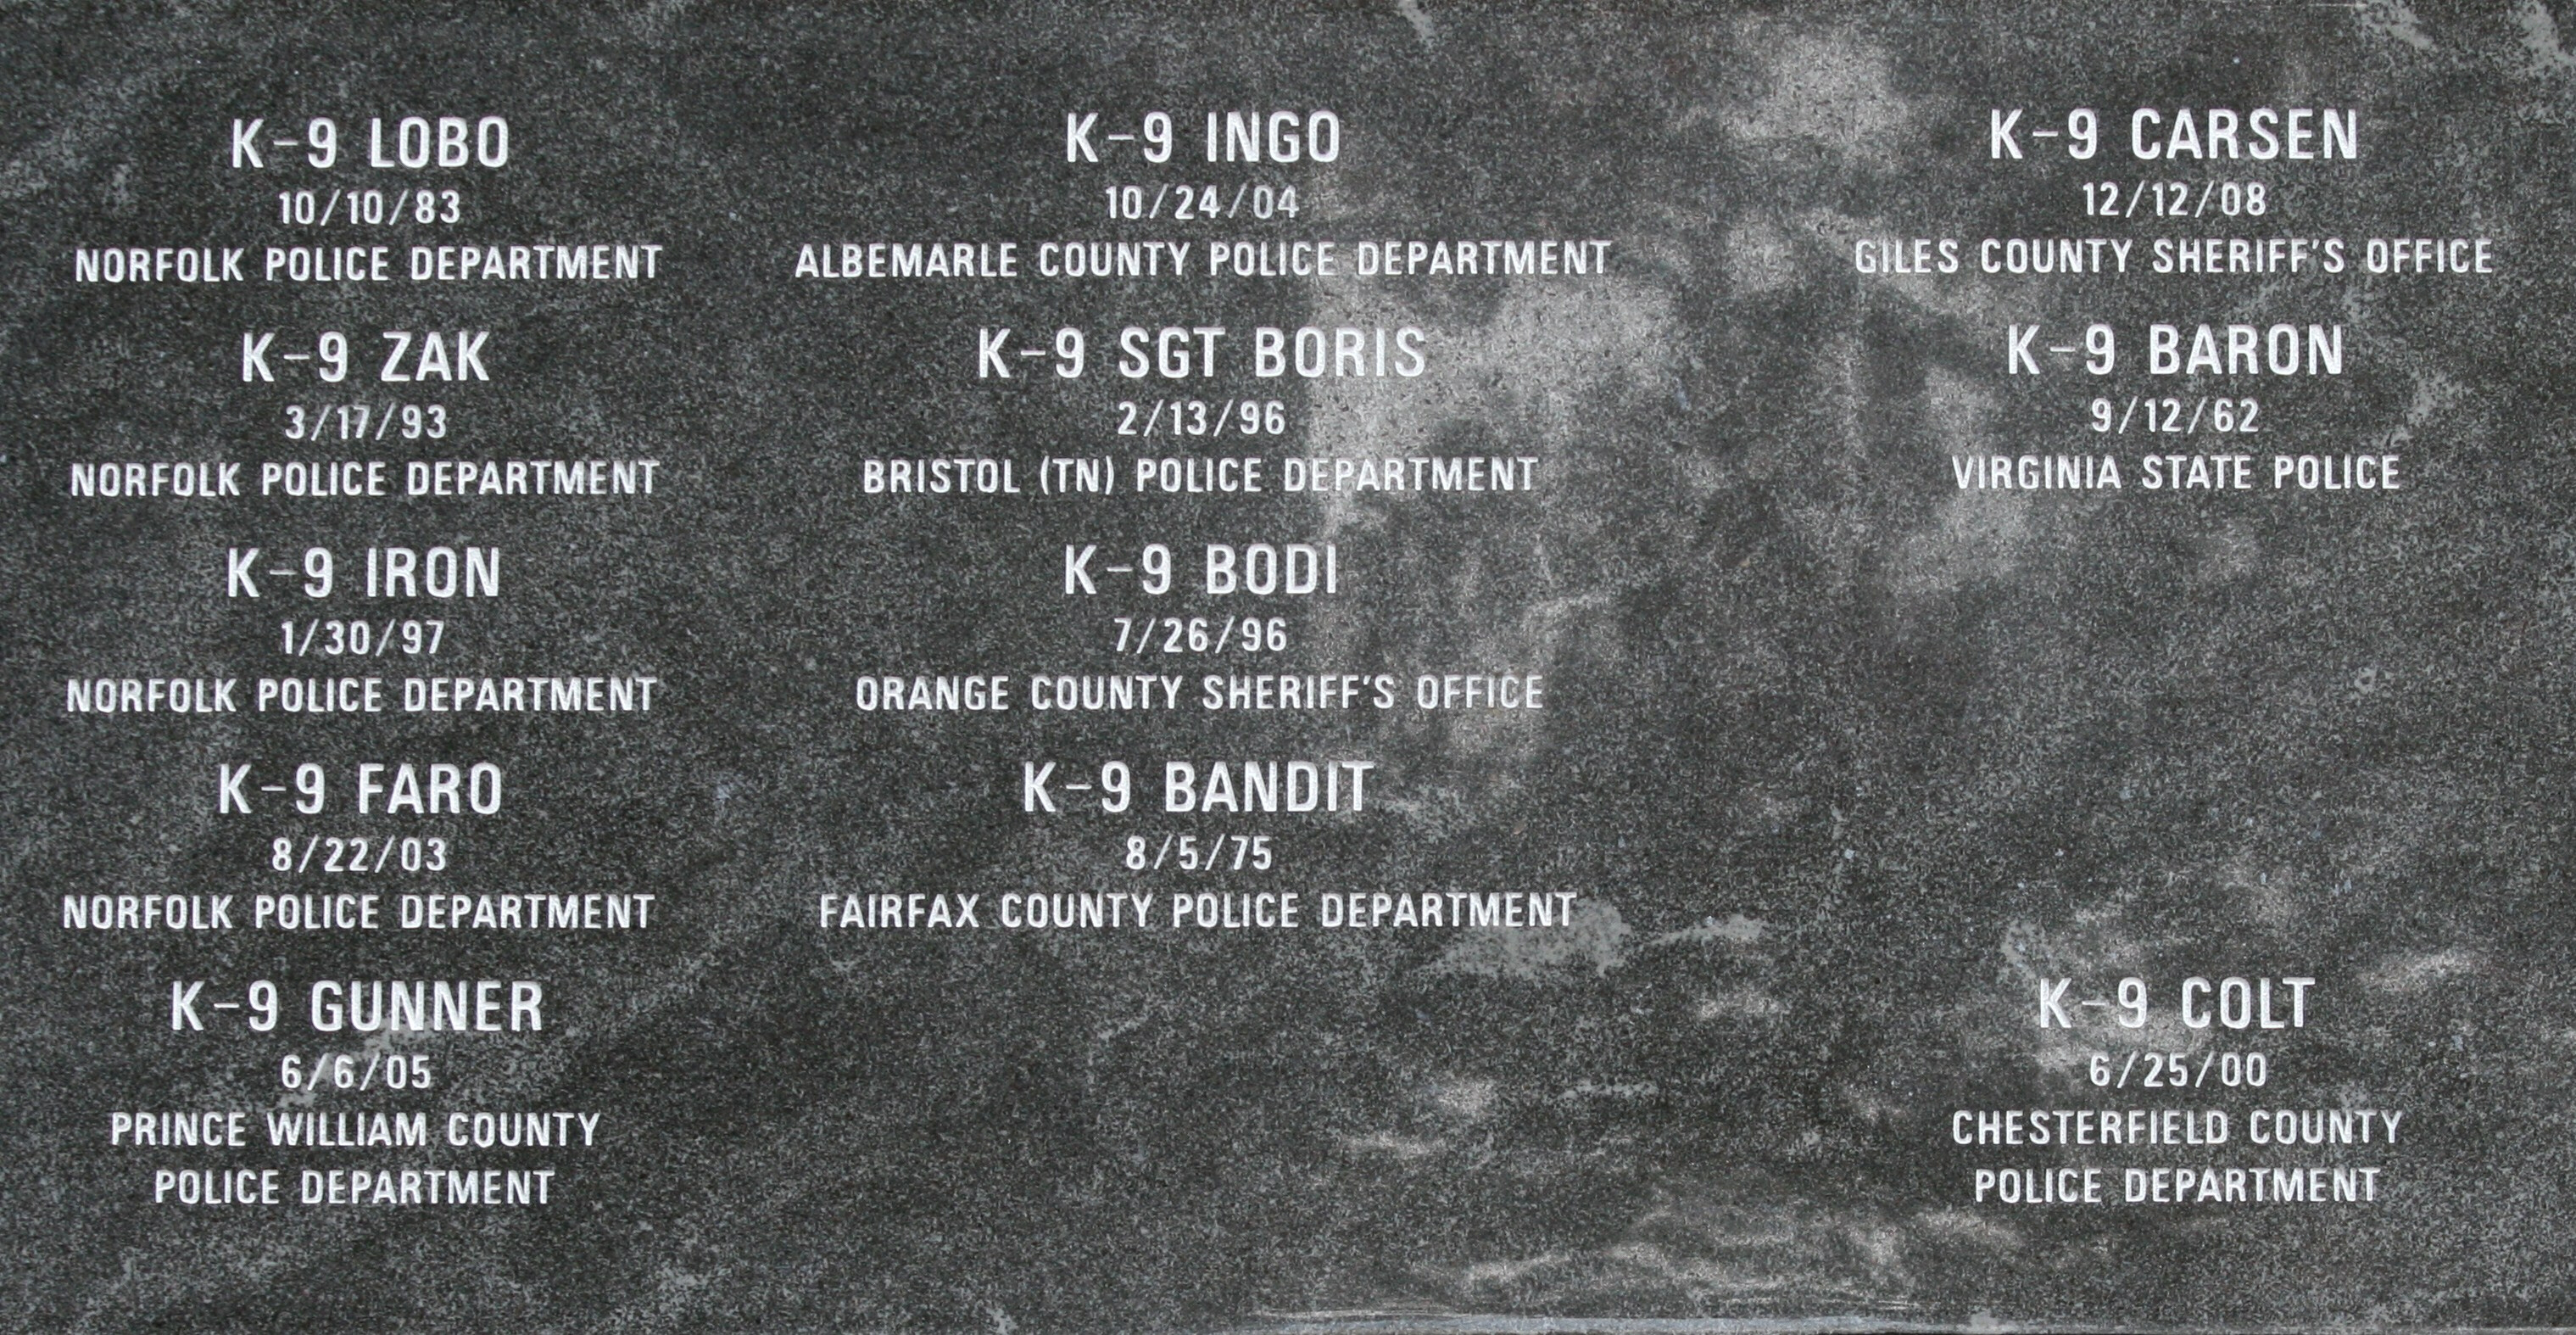 K-9 LOBO
10/10/83
NORFOLK POLICE DEPARTMENT
K-9 ZAK
3/17/93
NORFOLK POLICE DEPARTMENT
K-9 IRON
1/30/97
NORFOLK POLICE DEPARTMENT
K-9 FARO
8/22/03
NORFOLK POLICE DEPARTMENT
K-9 GUNNER
6/6/05
PRINCE WILLIAM COUNTY
POLICE DEPARTMENT
K-9 INGO
10/24/04
ALBEMARLE COUNTY POLICE DEPARTMENT
K-9 SGT BORIS
2/13/96
BRISTOL (TN) POLICE DEPARTMENT
K-9 BODI
7/26/96
ORANGE COUNTY SHERIFF'S OFFICE
K-9 BANDIT
8/5/75
FAIRFAX COUNTY POLICE DEPARTMENT
K-9 CARSEN
12/12/08
GILES COUNTY SHERIFF'S OFFICE
K-9 BARON
9/12/62
VIRGINIA STATE POLICE
K-9 COLT
6/25/00
CHESTERFIELD COUNTY
POLICE DEPARTMENT